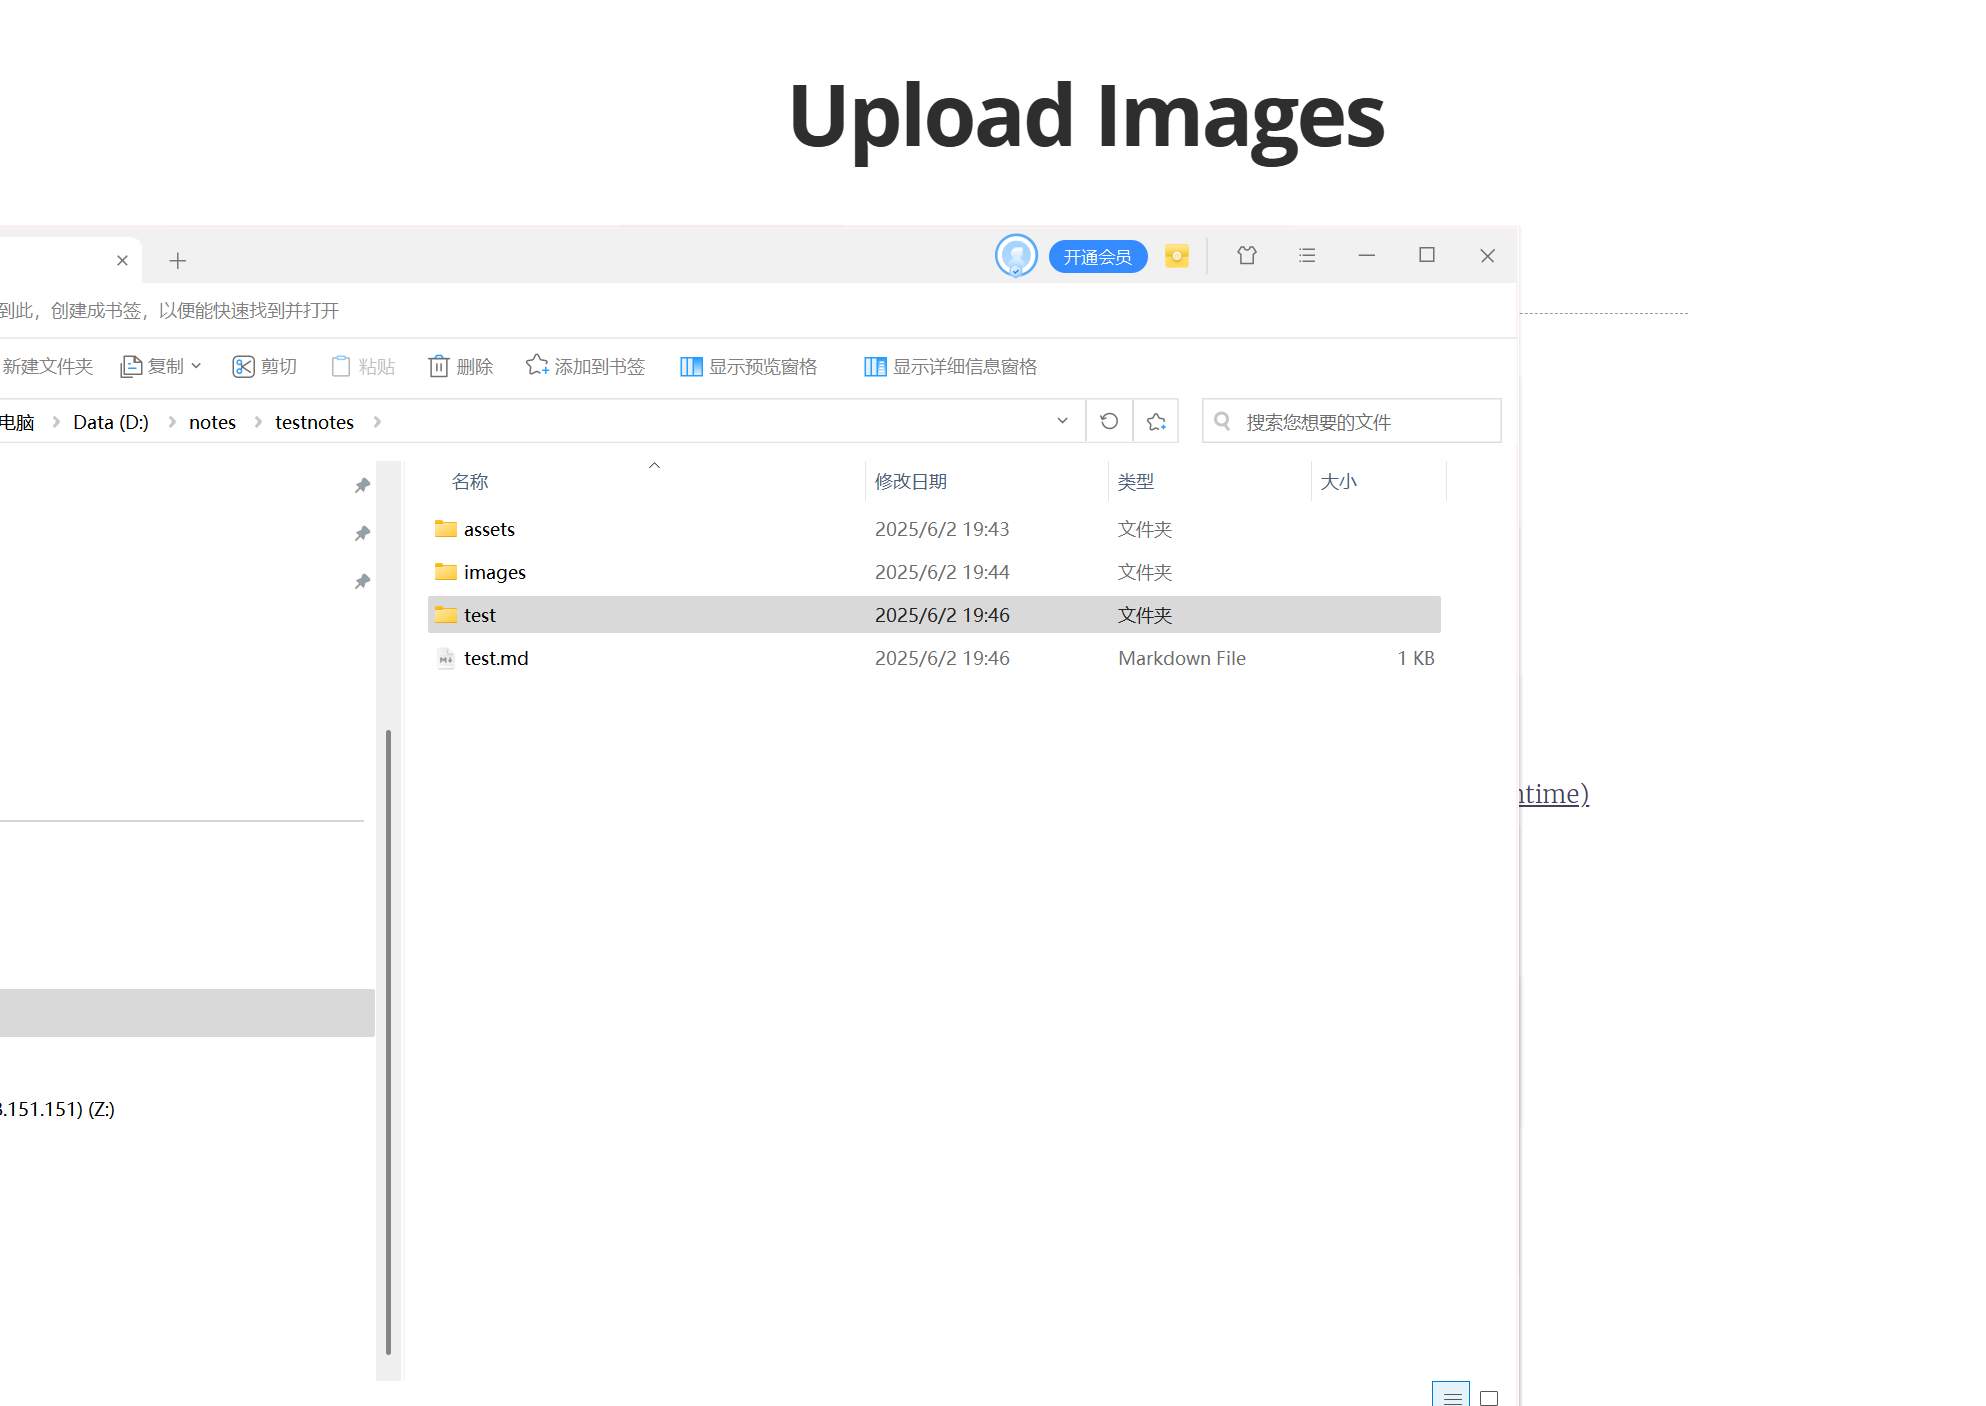 Upload Images
开通会员
到此，创建成书签，以便能快速找到并打开
新建文件夹 复制 剪切 粘贴 删除 添加到书签 显示预览窗格 显示详细信息窗格
电脑 Data (D:) notes testnotes 搜索您想要的文件
名称 修改日期 类型 大小
assets 2025/6/2 19:43 文件夹
images 2025/6/2 19:44 文件夹
test 2025/6/2 19:46 文件夹
test.md 2025/6/2 19:46 Markdown File 1 KB
ntime)
.151.151) (Z:)